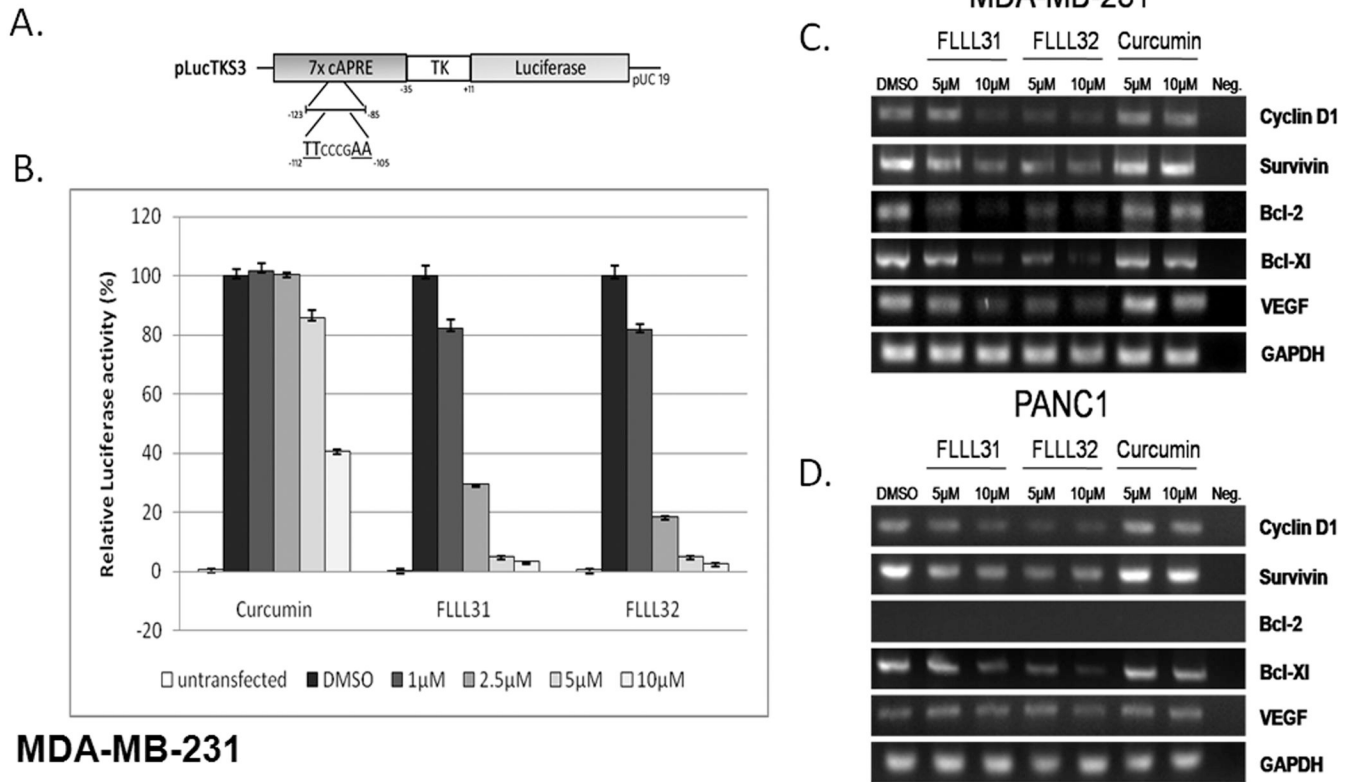 A.
pLucTKS3
7x cAPRE
TK
Luciferase
pUC 19
-35
+11
-123
-85
-112 TTCCCGAA -105
B.
120
100
80
60
40
20
0
-20
Relative Luciferase activity (%)
Curcumin FLLL31 FLLL32
untransfected DMSO 1µM 2.5µM 5µM 10µM
MDA-MB-231
C.
MDA-MB-231
FLLL31 FLLL32 Curcumin
DMSO 5µM 10µM 5µM 10µM 5µM 10µM Neg.
Cyclin D1
Survivin
Bcl-2
Bcl-Xl
VEGF
GAPDH
PANC1
D.
FLLL31 FLLL32 Curcumin
DMSO 5µM 10µM 5µM 10µM 5µM 10µM Neg.
Cyclin D1
Survivin
Bcl-2
Bcl-Xl
VEGF
GAPDH